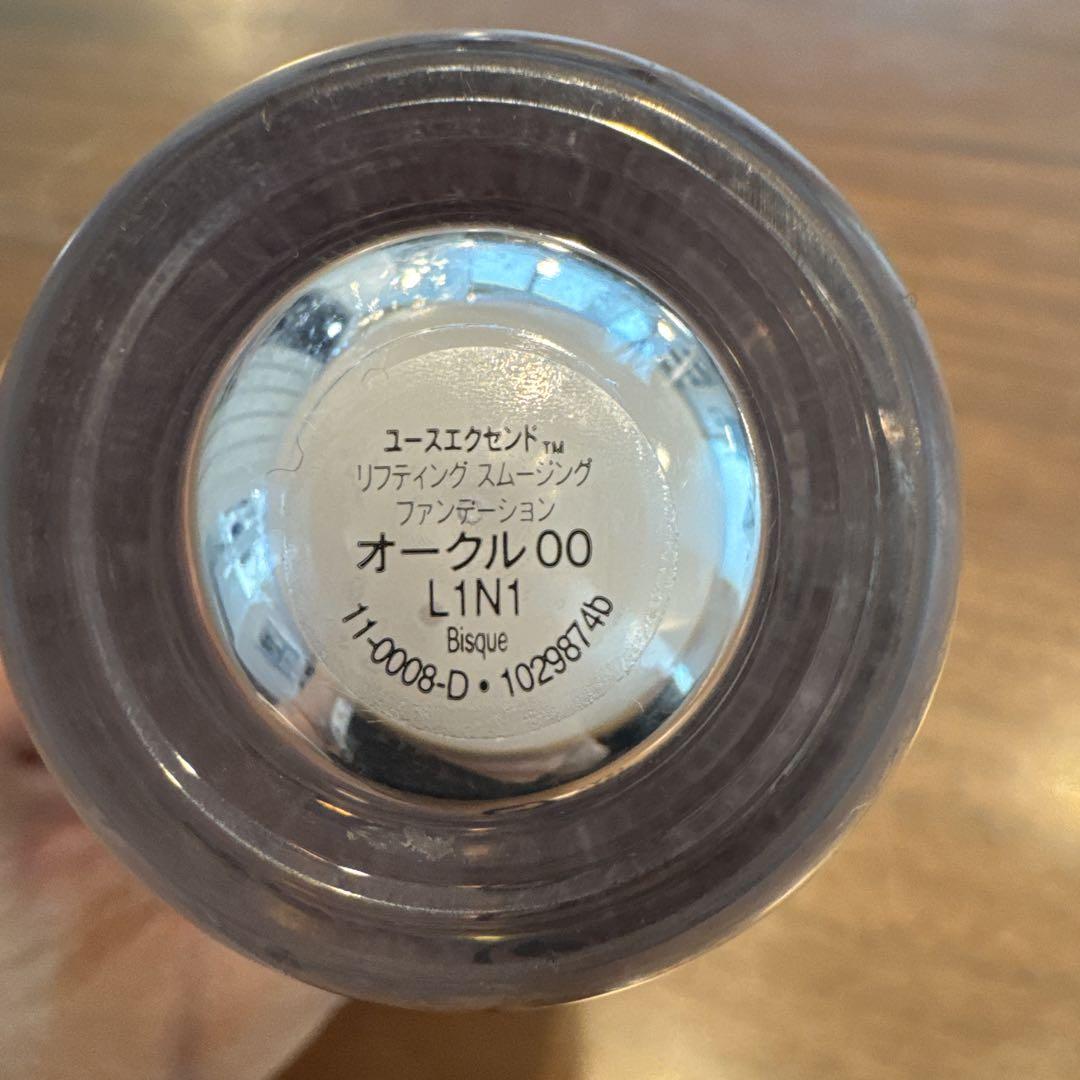 ユースエクセンド™
リフティング スムージング
ファンデーション
オークル 00
L1N1
Bisque
11-0008-D • 1029874b